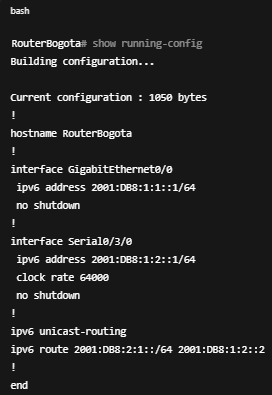 bash
RouterBogota# show running-config
Building configuration...
Current configuration : 1050 bytes
!
hostname RouterBogota
!
interface GigabitEthernet0/0
ipv6 address 2001:DB8:1:1::1/64
no shutdown
!
interface Serial0/3/0
ipv6 address 2001:DB8:1:2::1/64
clock rate 64000
no shutdown
!
ipv6 unicast-routing
ipv6 route 2001:DB8:2:1::/64 2001:DB8:1:2::2
!
end